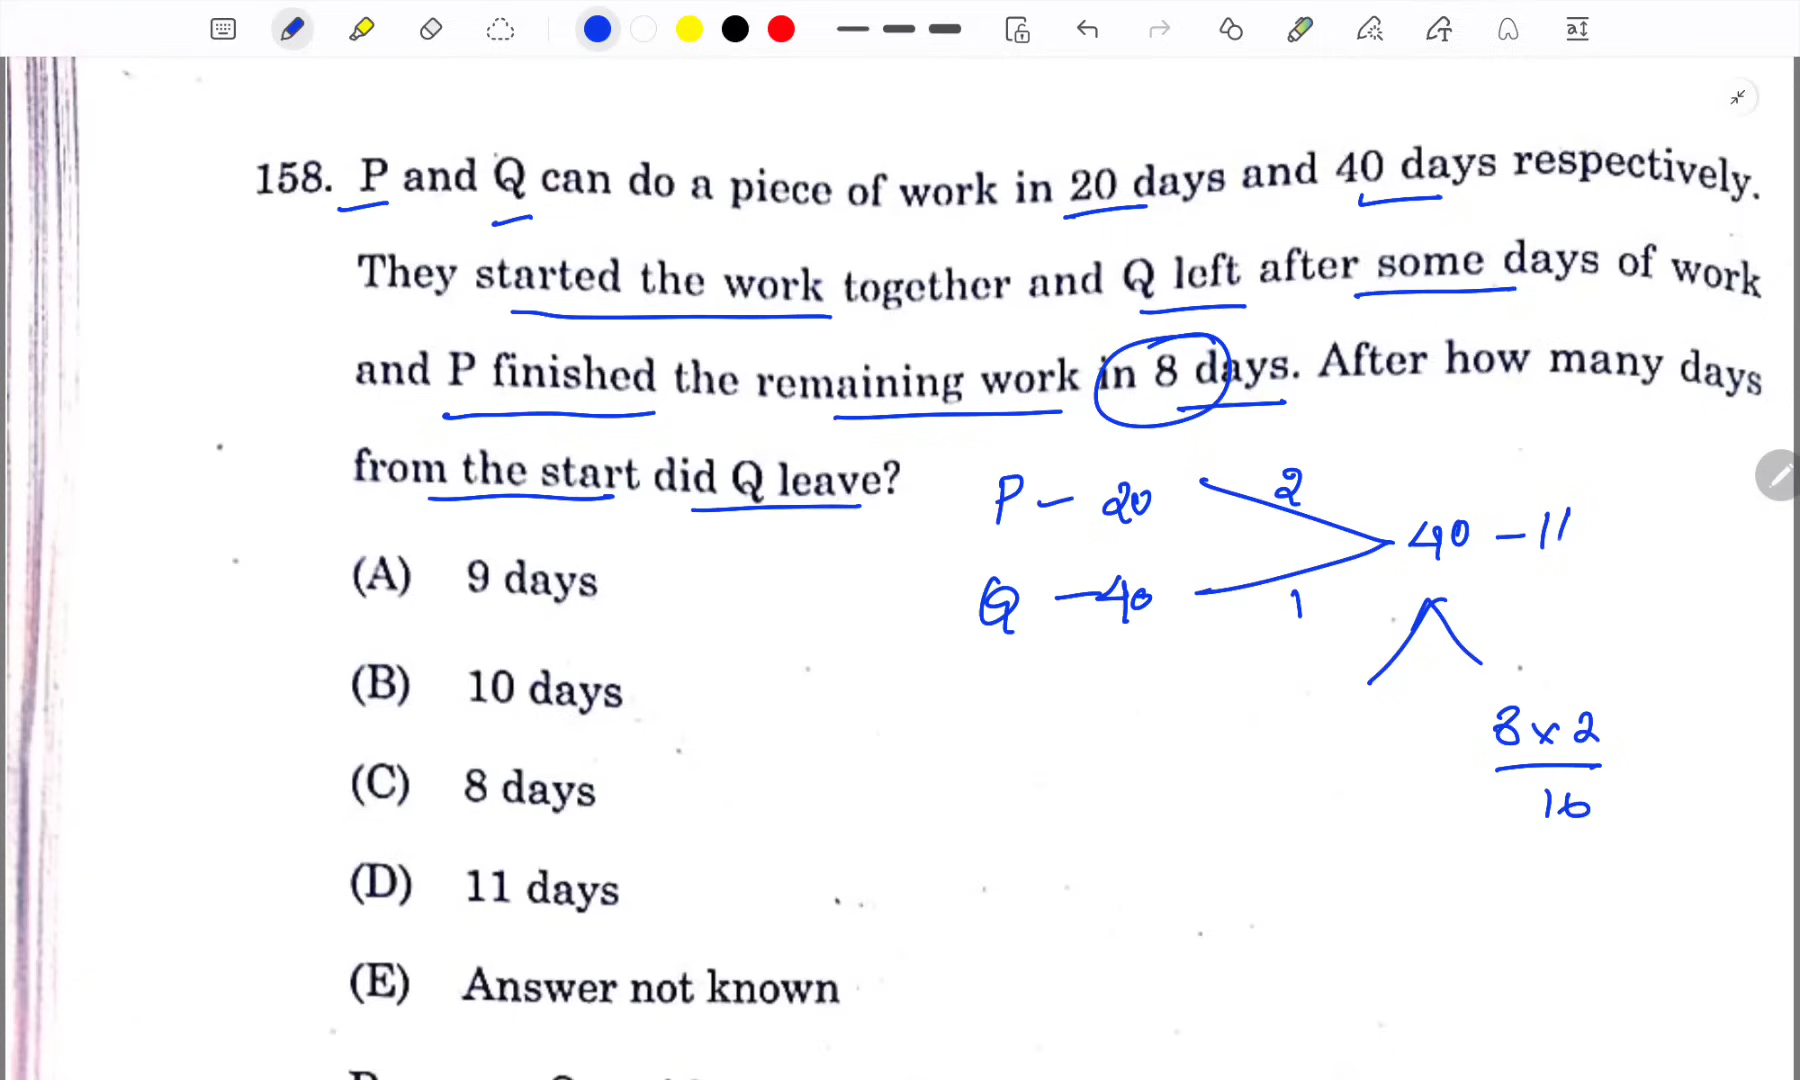 158. P and Q can do a piece of work in 20 days and 40 days respectively.
They started the work together and Q left after some days of work
and P finished the remaining work in 8 days. After how many days
from the start did Q leave?
P - 20 2
40 - 11
Q - 40 1
(A) 9 days
(B) 10 days
8 x 2
(C) 8 days
16
(D) 11 days
(E) Answer not known